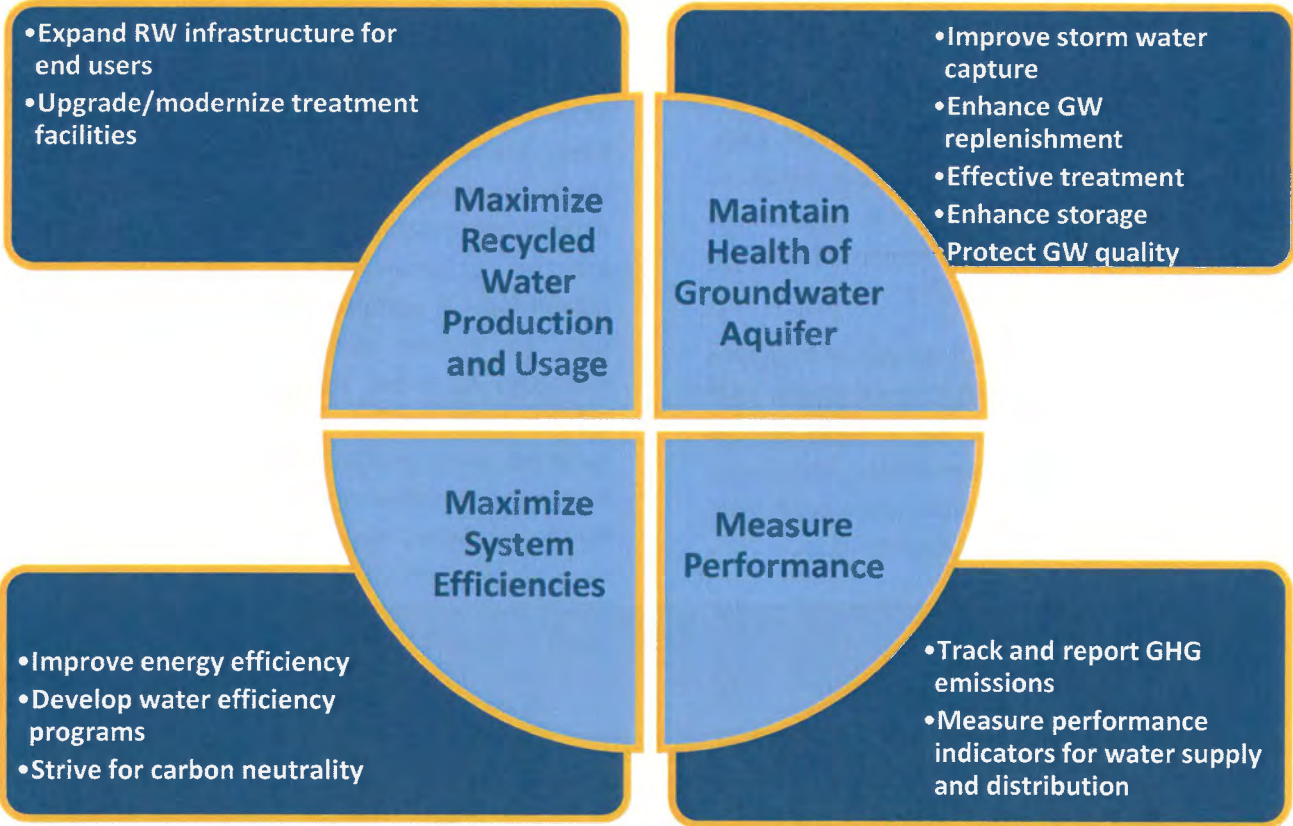 •Expand RW infrastructure for
end users
•Upgrade/modernize treatment
facilities
•Improve storm water
capture
•Enhance GW
replenishment
•Effective treatment
•Enhance storage
•Protect GW quality
Maximize
Recycled
Water
Production
and Usage
Maintain
Health of
Groundwater
Aquifer
Maximize
System
Efficiencies
Measure
Performance
•Improve energy efficiency
•Develop water efficiency
programs
•Strive for carbon neutrality
•Track and report GHG
emissions
•Measure performance
indicators for water supply
and distribution